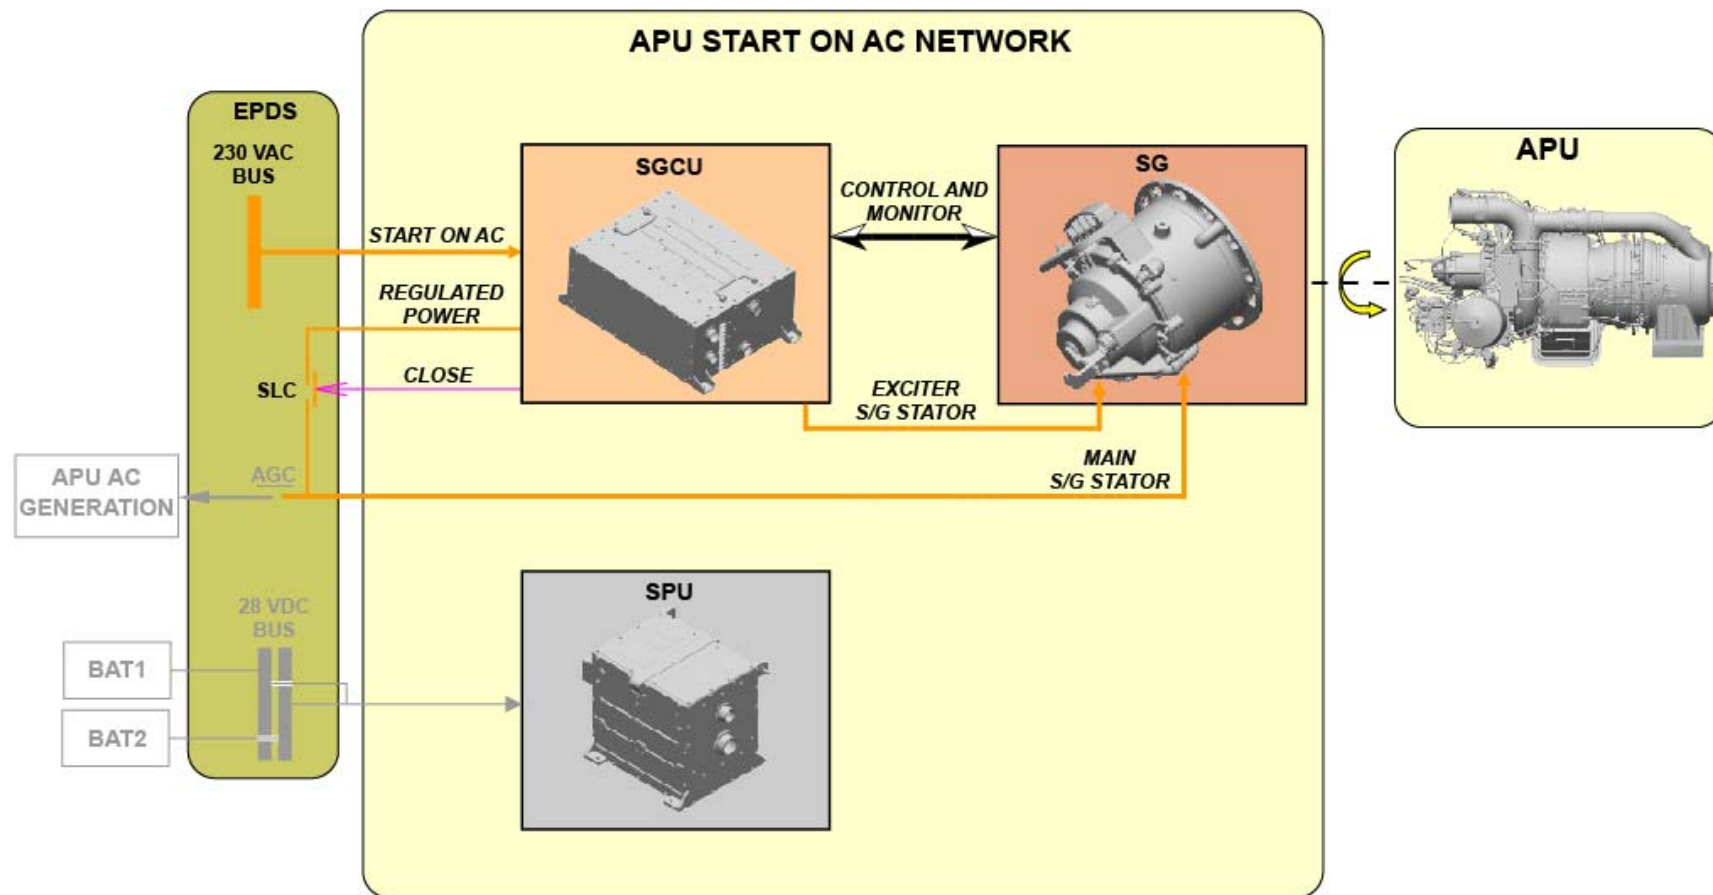 APU START ON AC NETWORK
EPDS
230 VAC
BUS
SGCU
SG
APU
CONTROL AND
MONITOR
START ON AC
REGULATED
POWER
SLC
CLOSE
EXCITER
S/G STATOR
MAIN
S/G STATOR
APU AC
GENERATION
AGC
SPU
28 VDC
BUS
BAT1
BAT2